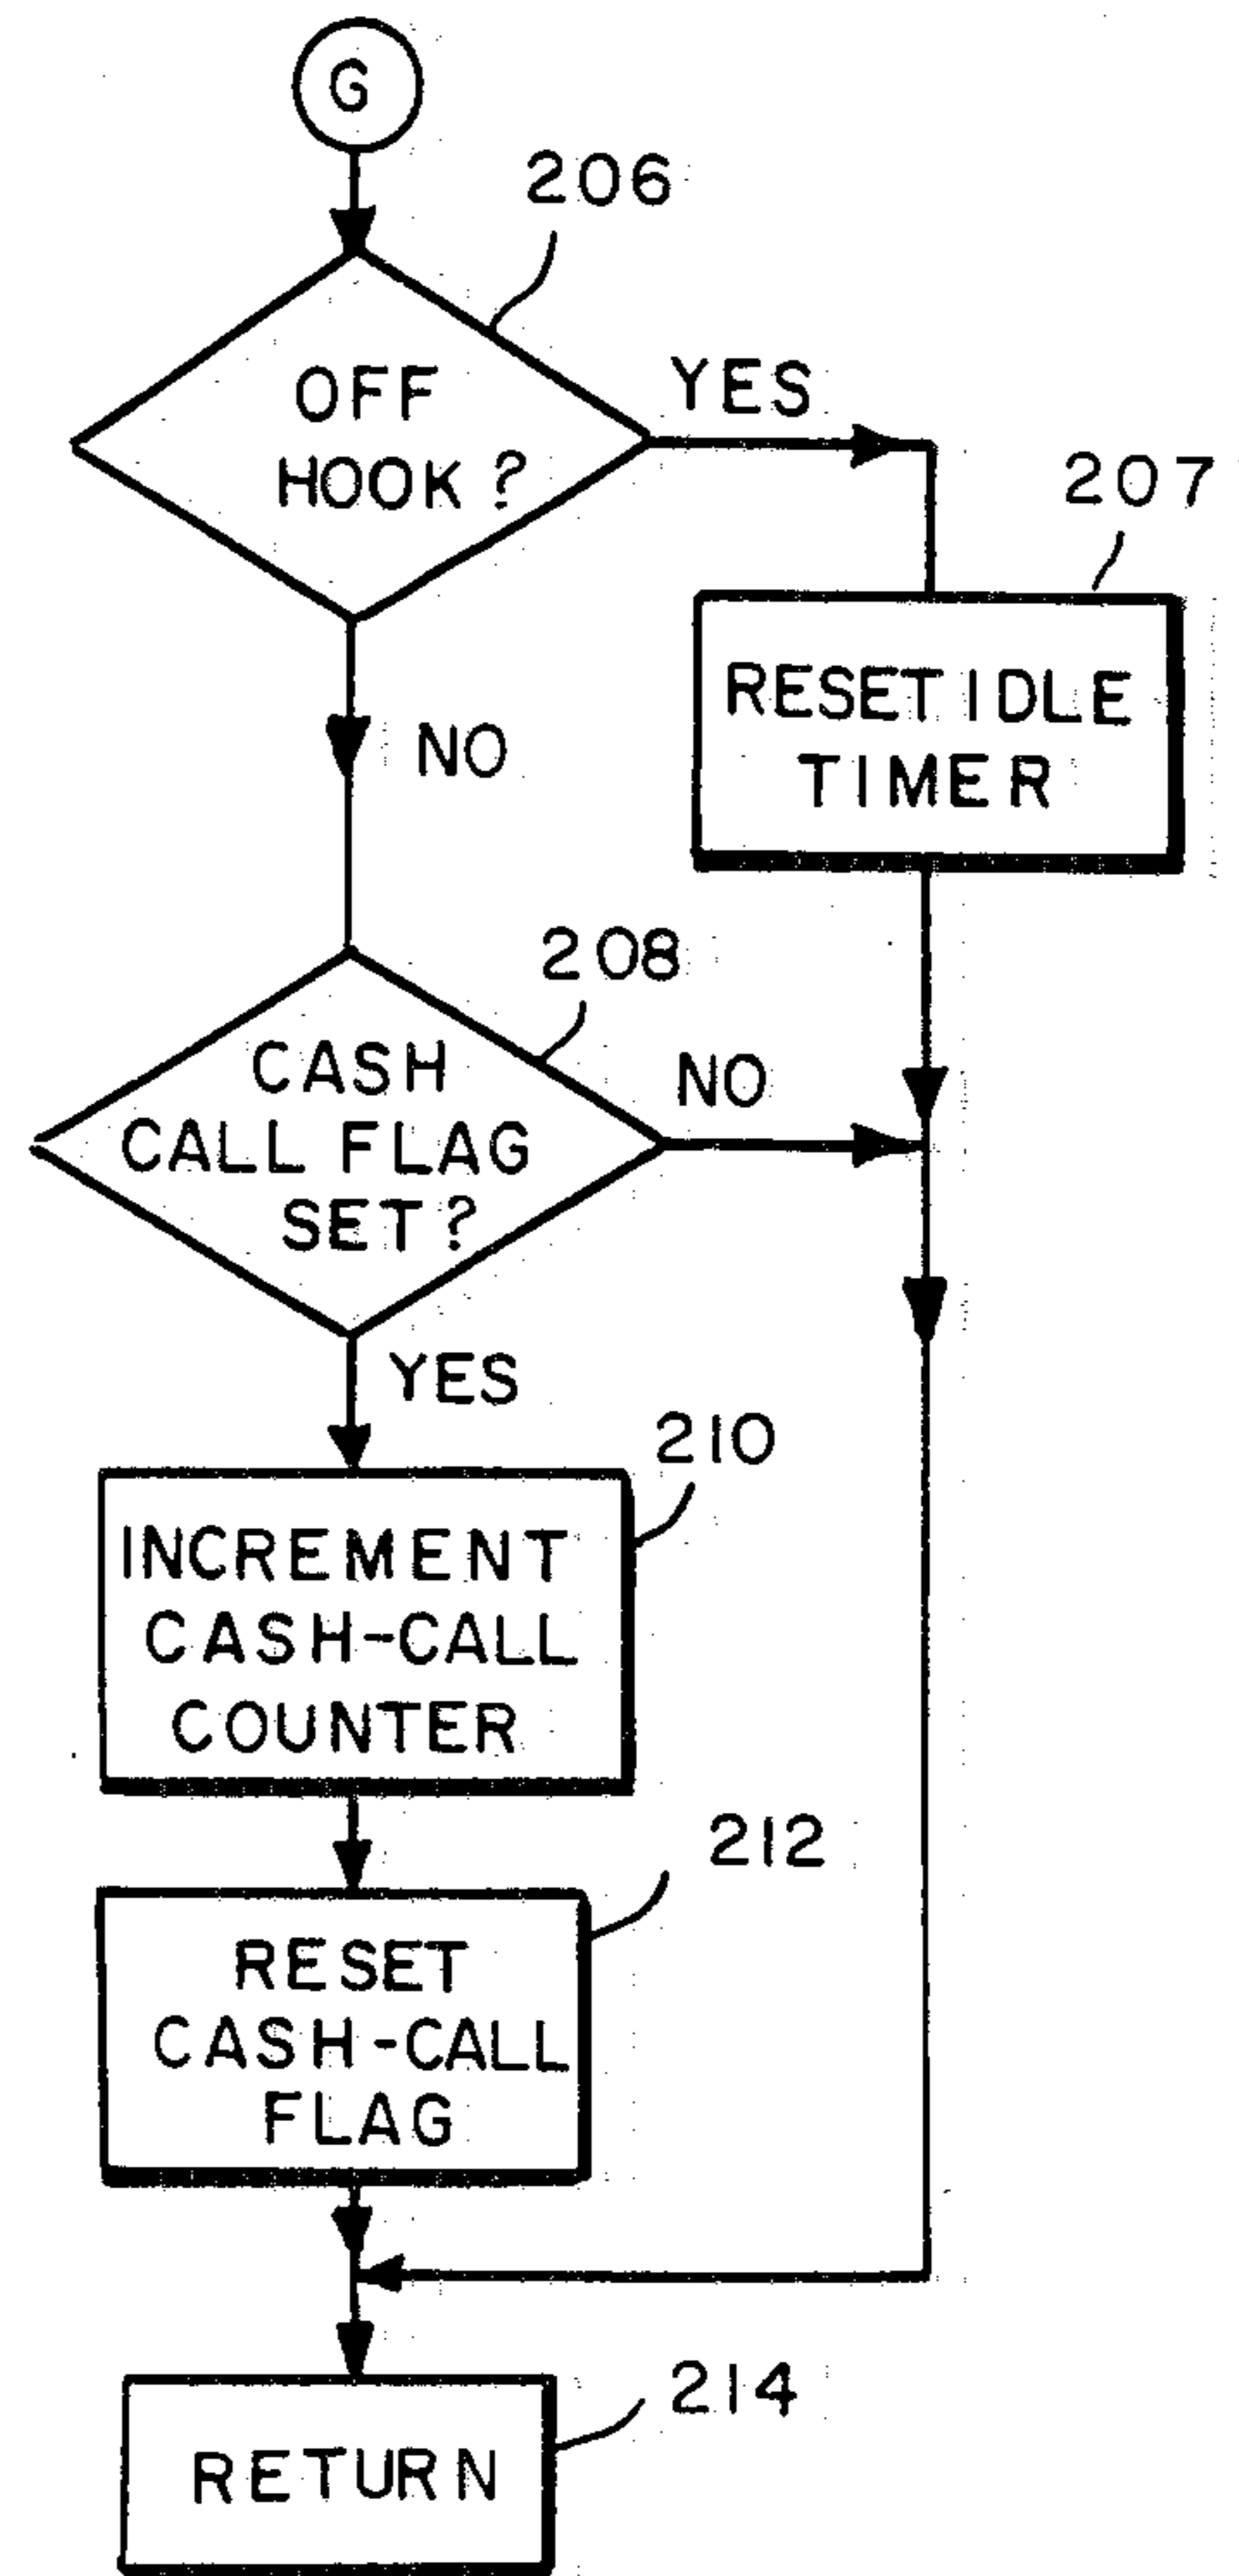 G
206
OFF
HOOK?
YES
207
RESET IDLE
TIMER
NO
208
CASH
CALL FLAG
SET?
NO
YES
210
INCREMENT
CASH-CALL
COUNTER
212
RESET
CASH-CALL
FLAG
214
RETURN